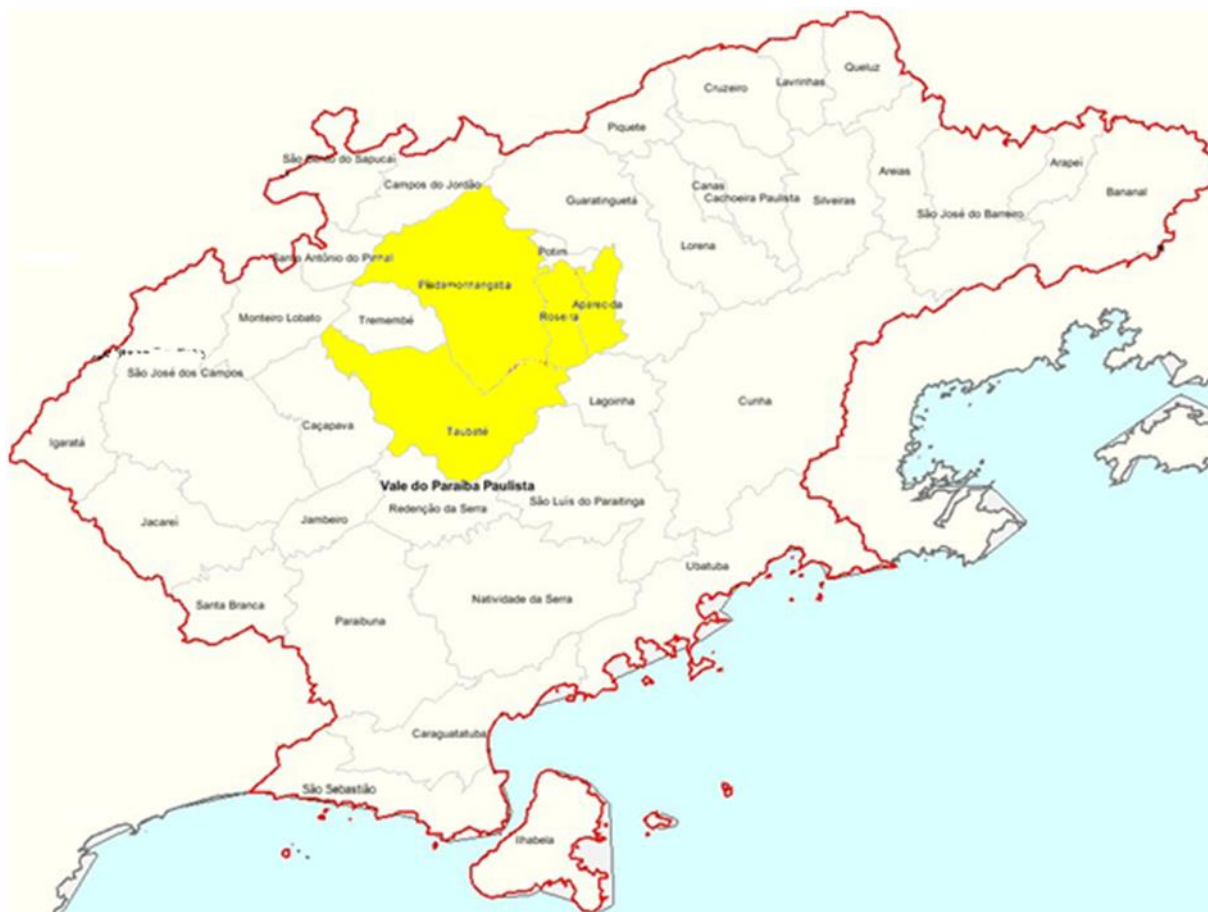 Queluz
Lavrinhas
Cruzeiro
Piquete
São Bento do Sapucaí
Campos do Jordão
Arapeí
Areias
Bananal
Canas
Cachoeira Paulista
Guaratinguetá
Silveiras
São José do Barreiro
Lorena
Potim
Santo Antônio do Pinhal
Pindamonhangaba
Aparecida
Roseira
Monteiro Lobato
Tremembé
São José dos Campos
Lagoinha
Cunha
Caçapava
Taubaté
Igaratá
Vale do Paraíba Paulista
São Luís do Paraitinga
Redenção da Serra
Jacareí
Jambeiro
Ubatuba
Natividade da Serra
Santa Branca
Paraibuna
Caraguatatuba
São Sebastião
Ilhabela